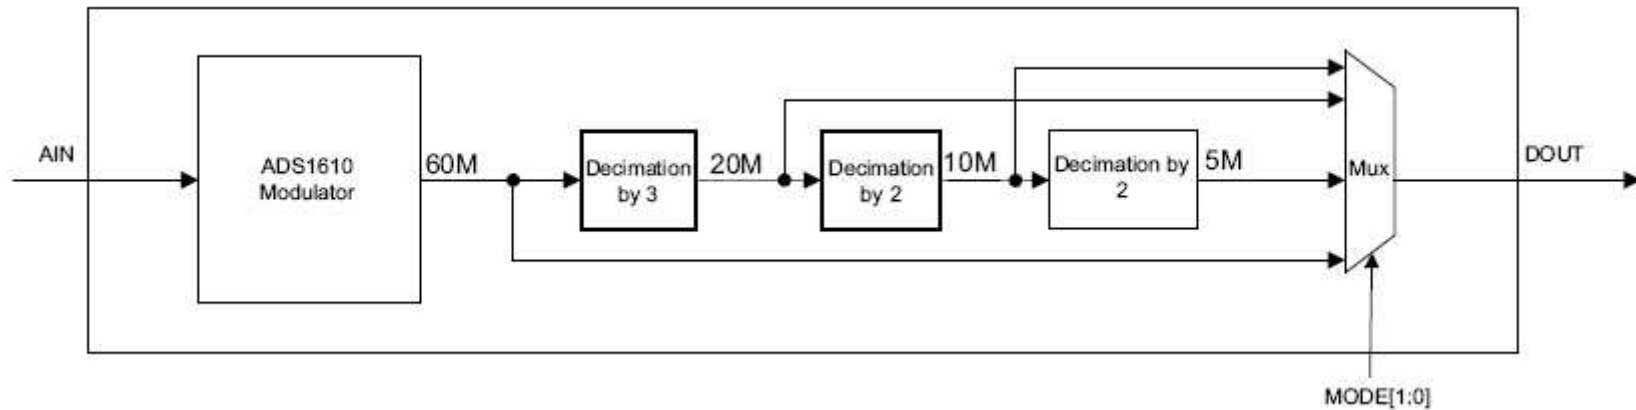 AIN
ADS1610
Modulator
60M
Decimation
by 3
20M
Decimation
by 2
10M
Decimation by
2
5M
Mux
DOUT
MODE[1:0]